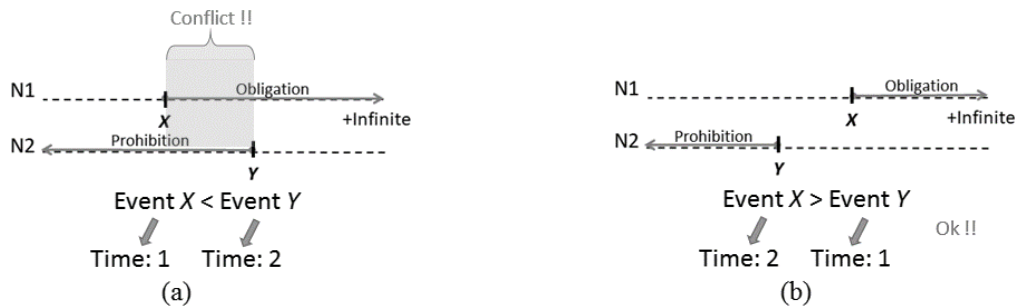 Conflict !!
N1
Obligation
X
+Infinite
N2
Prohibition
Y
Event X < Event Y
Time: 1
Time: 2
(a)
N1
Obligation
X
+Infinite
N2
Prohibition
Y
Event X > Event Y
Ok !!
Time: 2
Time: 1
(b)